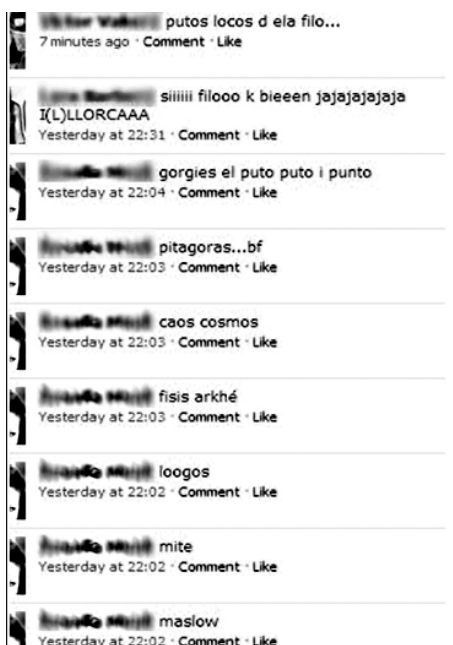 putos locos d ela filo...
7 minutes ago · Comment · Like
siiiiii filooo k bieeen jajajajajaja
I(L)LLORCAAA
Yesterday at 22:31 · Comment · Like
gorgies el puto puto i punto
Yesterday at 22:04 · Comment · Like
pitagoras...bf
Yesterday at 22:03 · Comment · Like
caos cosmos
Yesterday at 22:03 · Comment · Like
fisis arkhé
Yesterday at 22:03 · Comment · Like
loogos
Yesterday at 22:02 · Comment · Like
mite
Yesterday at 22:02 · Comment · Like
maslow
Yesterday at 22:02 · Comment · Like